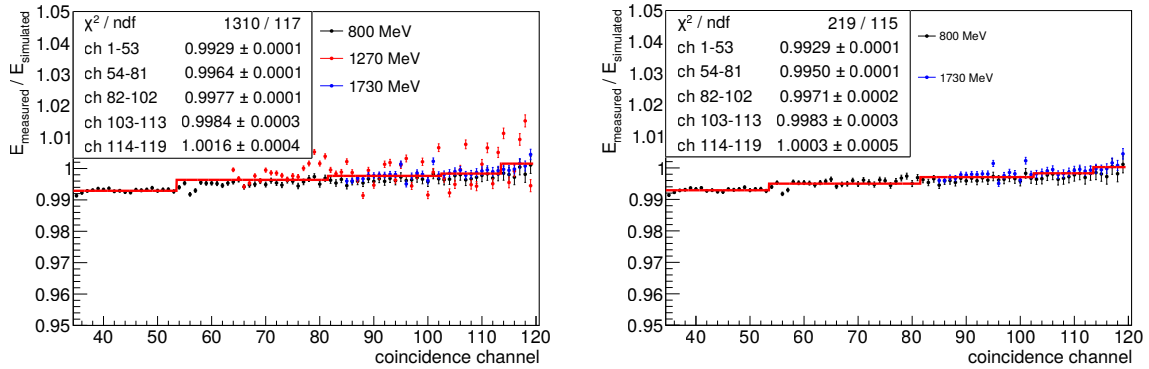 χ² / ndf 1310 / 117
ch 1-53 0.9929 ± 0.0001
ch 54-81 0.9964 ± 0.0001
ch 82-102 0.9977 ± 0.0001
ch 103-113 0.9984 ± 0.0003
ch 114-119 1.0016 ± 0.0004
800 MeV
1270 MeV
1730 MeV
E_measured / E_simulated
1.05
1.04
1.03
1.02
1.01
1
0.99
0.98
0.97
0.96
0.95
40 50 60 70 80 90 100 110 120
coincidence channel
χ² / ndf 219 / 115
ch 1-53 0.9929 ± 0.0001
ch 54-81 0.9950 ± 0.0001
ch 82-102 0.9971 ± 0.0002
ch 103-113 0.9983 ± 0.0003
ch 114-119 1.0003 ± 0.0005
800 MeV
1730 MeV
E_measured / E_simulated
1.05
1.04
1.03
1.02
1.01
1
0.99
0.98
0.97
0.96
0.95
40 50 60 70 80 90 100 110 120
coincidence channel